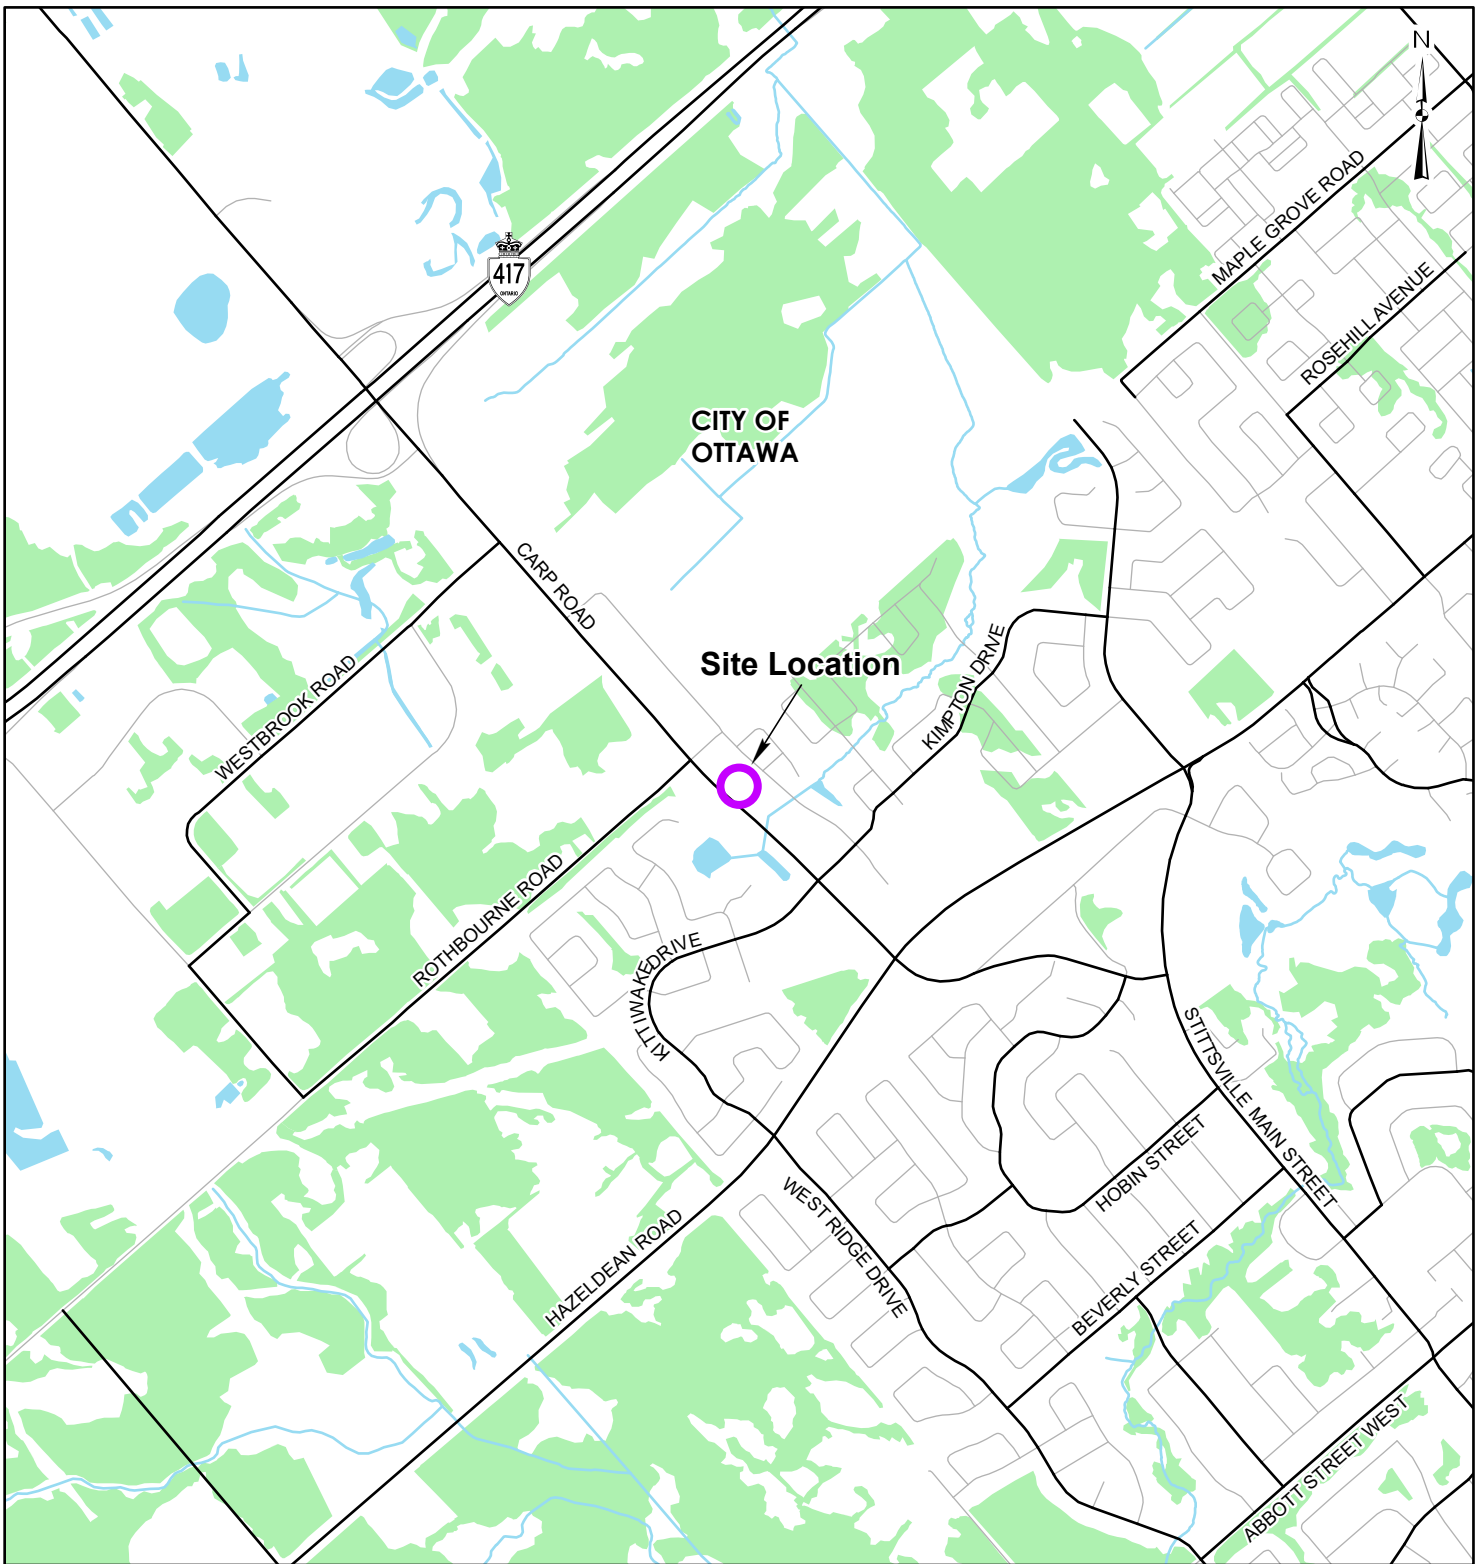 N
MAPLE GROVE ROAD
417
ONTARIO
ROSEHILL AVENUE
CITY OF
OTTAWA
CARP ROAD
Site Location
KIMPTON DRIVE
WESTBROOK ROAD
ROTHBOURNE ROAD
KITTIWAKE DRIVE
STITTSVILLE MAIN STREET
HOBIN STREET
WEST RIDGE DRIVE
HAZELDEAN ROAD
BEVERLY STREET
ABBOTT STREET WEST